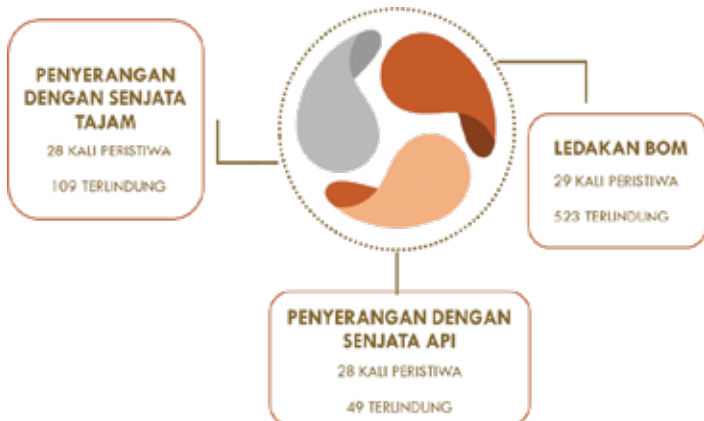 PENYERANGAN
DENGAN SENJATA
TAJAM
28 KALI PERISTIWA
109 TERLINDUNG
LEDAKAN BOM
29 KALI PERISTIWA
523 TERLINDUNG
PENYERANGAN DENGAN
SENJATA API
28 KALI PERISTIWA
49 TERLINDUNG